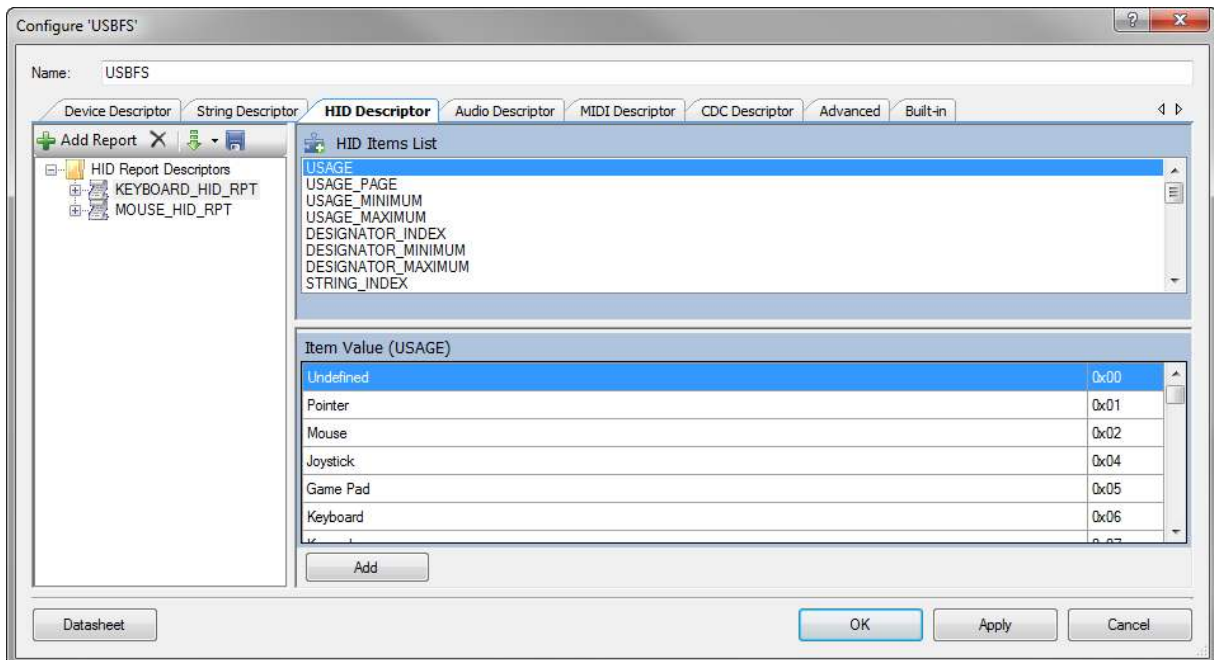 Configure 'USBFS'
Name: USBFS
Device Descriptor String Descriptor HID Descriptor Audio Descriptor MIDI Descriptor CDC Descriptor Advanced Built-in
Add Report
HID Report Descriptors
KEYBOARD_HID_RPT
MOUSE_HID_RPT
HID Items List
USAGE
USAGE_PAGE
USAGE_MINIMUM
USAGE_MAXIMUM
DESIGNATOR_INDEX
DESIGNATOR_MINIMUM
DESIGNATOR_MAXIMUM
STRING_INDEX
Item Value (USAGE)
Undefined 0x00
Pointer 0x01
Mouse 0x02
Joystick 0x04
Game Pad 0x05
Keyboard 0x06
Add
Datasheet OK Apply Cancel